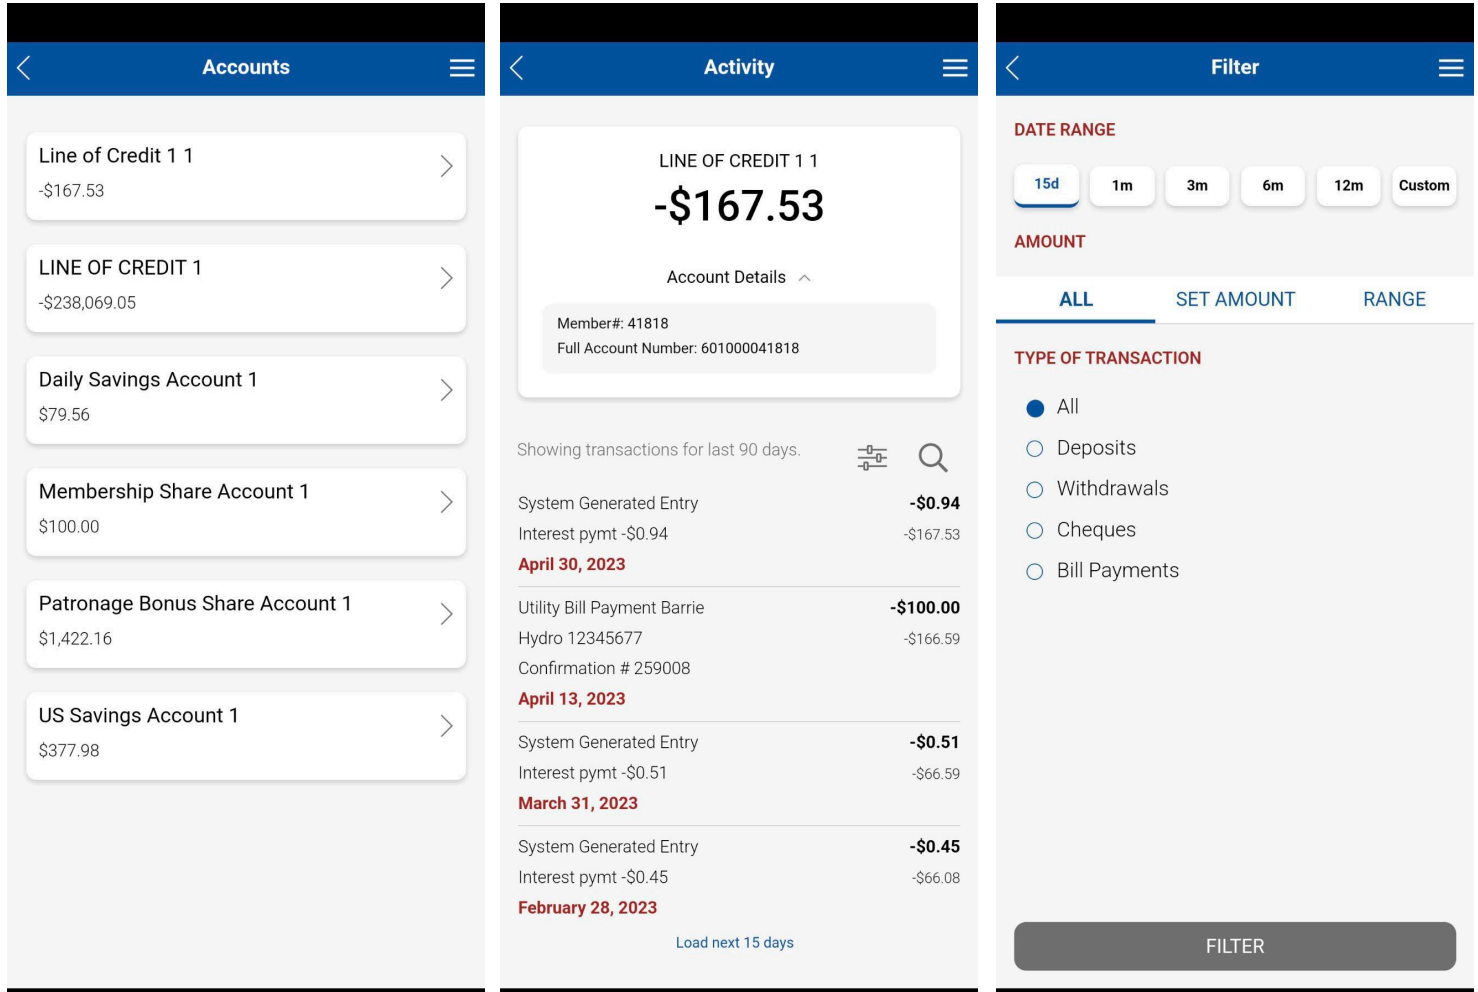 Accounts
Line of Credit 1 1
-$167.53
LINE OF CREDIT 1
-$238,069.05
Daily Savings Account 1
$79.56
Membership Share Account 1
$100.00
Patronage Bonus Share Account 1
$1,422.16
US Savings Account 1
$377.98
Activity
LINE OF CREDIT 1 1
-$167.53
Account Details
Member#: 41818
Full Account Number: 601000041818
Showing transactions for last 90 days.
System Generated Entry -$0.94
Interest pymt -$0.94 -$167.53
April 30, 2023
Utility Bill Payment Barrie -$100.00
Hydro 12345677 -$166.59
Confirmation # 259008
April 13, 2023
System Generated Entry -$0.51
Interest pymt -$0.51 -$66.59
March 31, 2023
System Generated Entry -$0.45
Interest pymt -$0.45 -$66.08
February 28, 2023
Load next 15 days
Filter
DATE RANGE
15d 1m 3m 6m 12m Custom
AMOUNT
ALL SET AMOUNT RANGE
TYPE OF TRANSACTION
All
Deposits
Withdrawals
Cheques
Bill Payments
FILTER